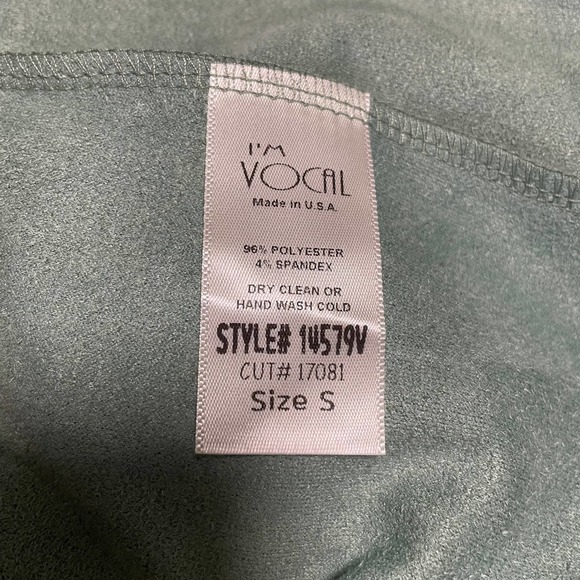 I'M
VOCAL
Made in U.S.A.
96% POLYESTER
4% SPANDEX
DRY CLEAN OR
HAND WASH COLD
STYLE# 14579V
CUT# 17081
Size S